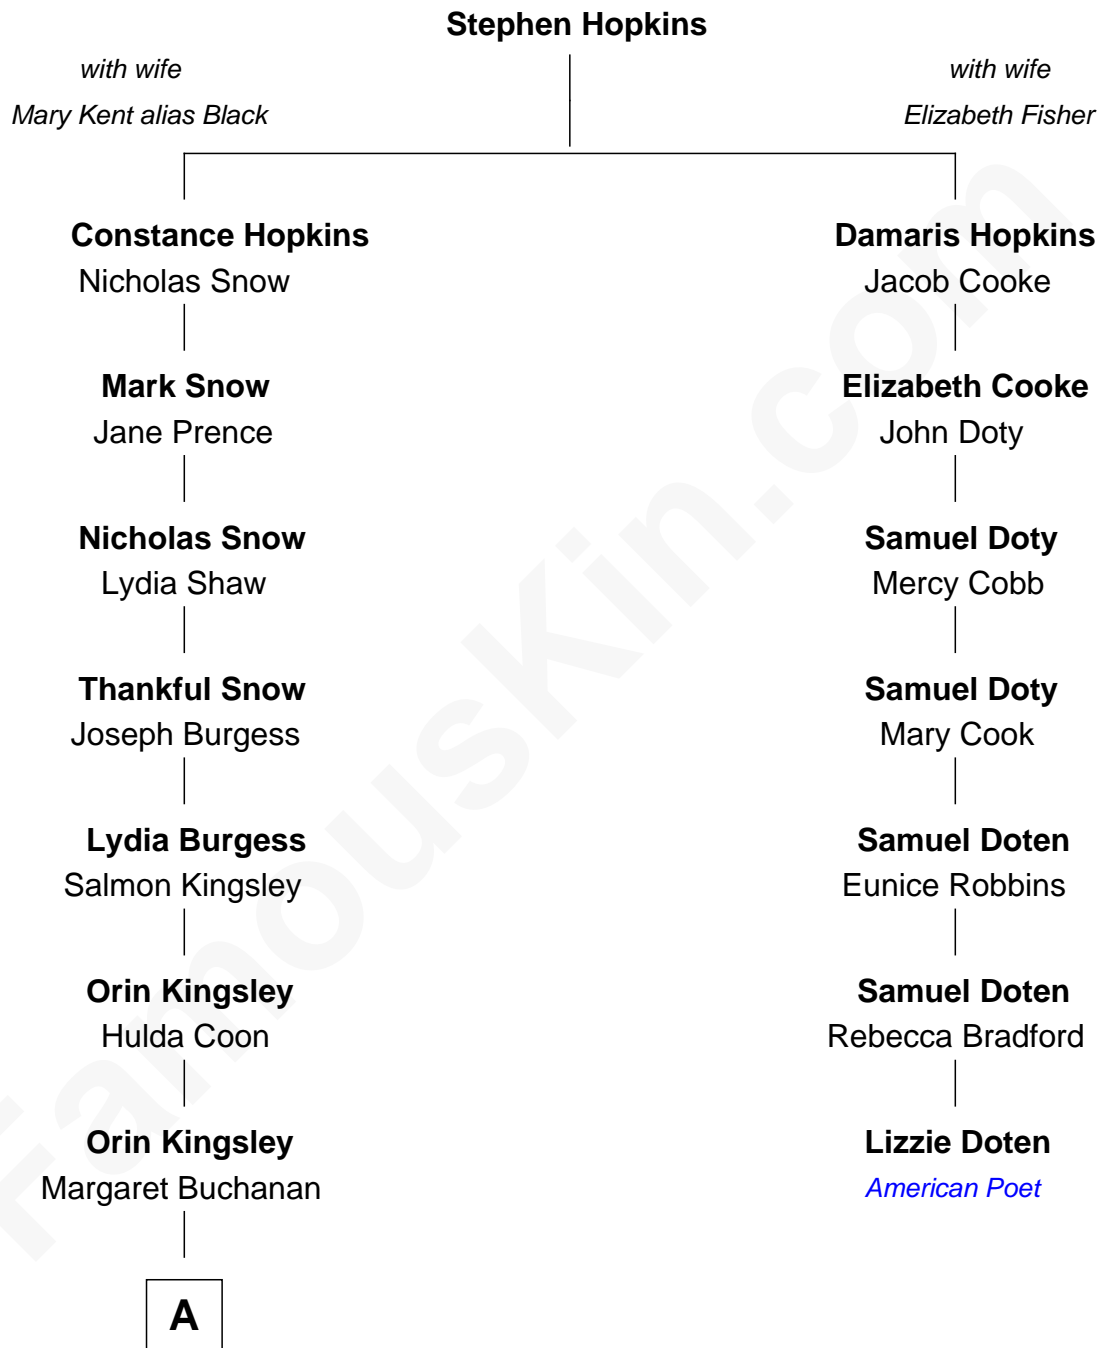 Stephen Hopkins
with wife
Mary Kent alias Black
with wife
Elizabeth Fisher
Constance Hopkins
Nicholas Snow
Damaris Hopkins
Jacob Cooke
Mark Snow
Jane Prence
Elizabeth Cooke
John Doty
Nicholas Snow
Lydia Shaw
Samuel Doty
Mercy Cobb
Thankful Snow
Joseph Burgess
Samuel Doty
Mary Cook
Lydia Burgess
Salmon Kingsley
Samuel Doten
Eunice Robbins
Orin Kingsley
Hulda Coon
Samuel Doten
Rebecca Bradford
Orin Kingsley
Margaret Buchanan
Lizzie Doten
American Poet
A
FamousKin.com